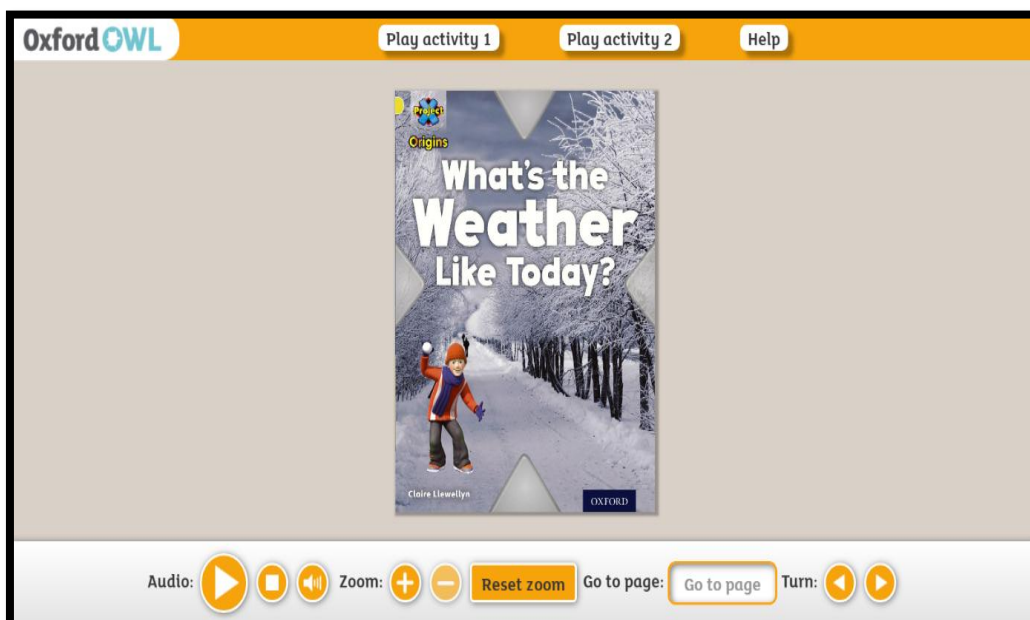 Oxford OWL
Play activity 1 Play activity 2 Help
Project X
Origins
What's the
Weather
Like Today?
Claire Llewellyn
OXFORD
Audio: Zoom: Reset zoom Go to page: Go to page Turn: